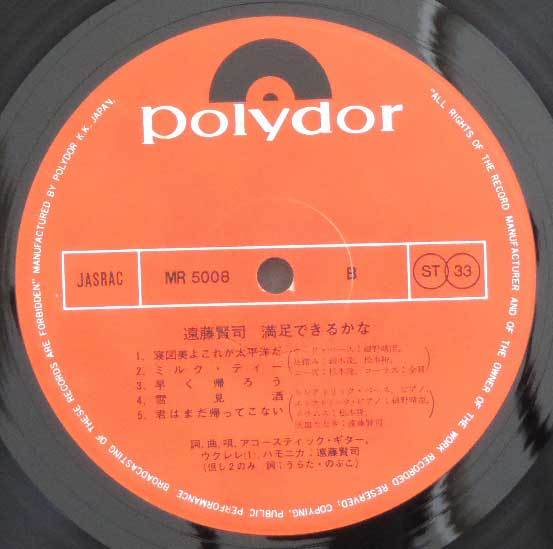 polydor
MANUFACTURED BY POLYDOR K.K. JAPAN.
"ALL RIGHTS OF THE RECORD MANUFACTURER AND OF THE OWNER OF THE WORK RECORDED RESERVED, COPYING, PUBLIC PERFORMANCE BROADCASTING OF THESE RECORDS ARE FORBIDDEN"
JASRAC MR 5008 B ST 33
遠藤賢司 満足できるかな
1. 寝図美よこれが太平洋だ
2. ミルク・ティー
3. 早く帰ろう
4. 雪見酒
5. 君はまだ帰ってこない
詞,曲,唄,アコースティック・ギター,
ウクレレ(1),ハモニカ:遠藤賢司
(但し2のみ 詞:うらた・のぶこ)